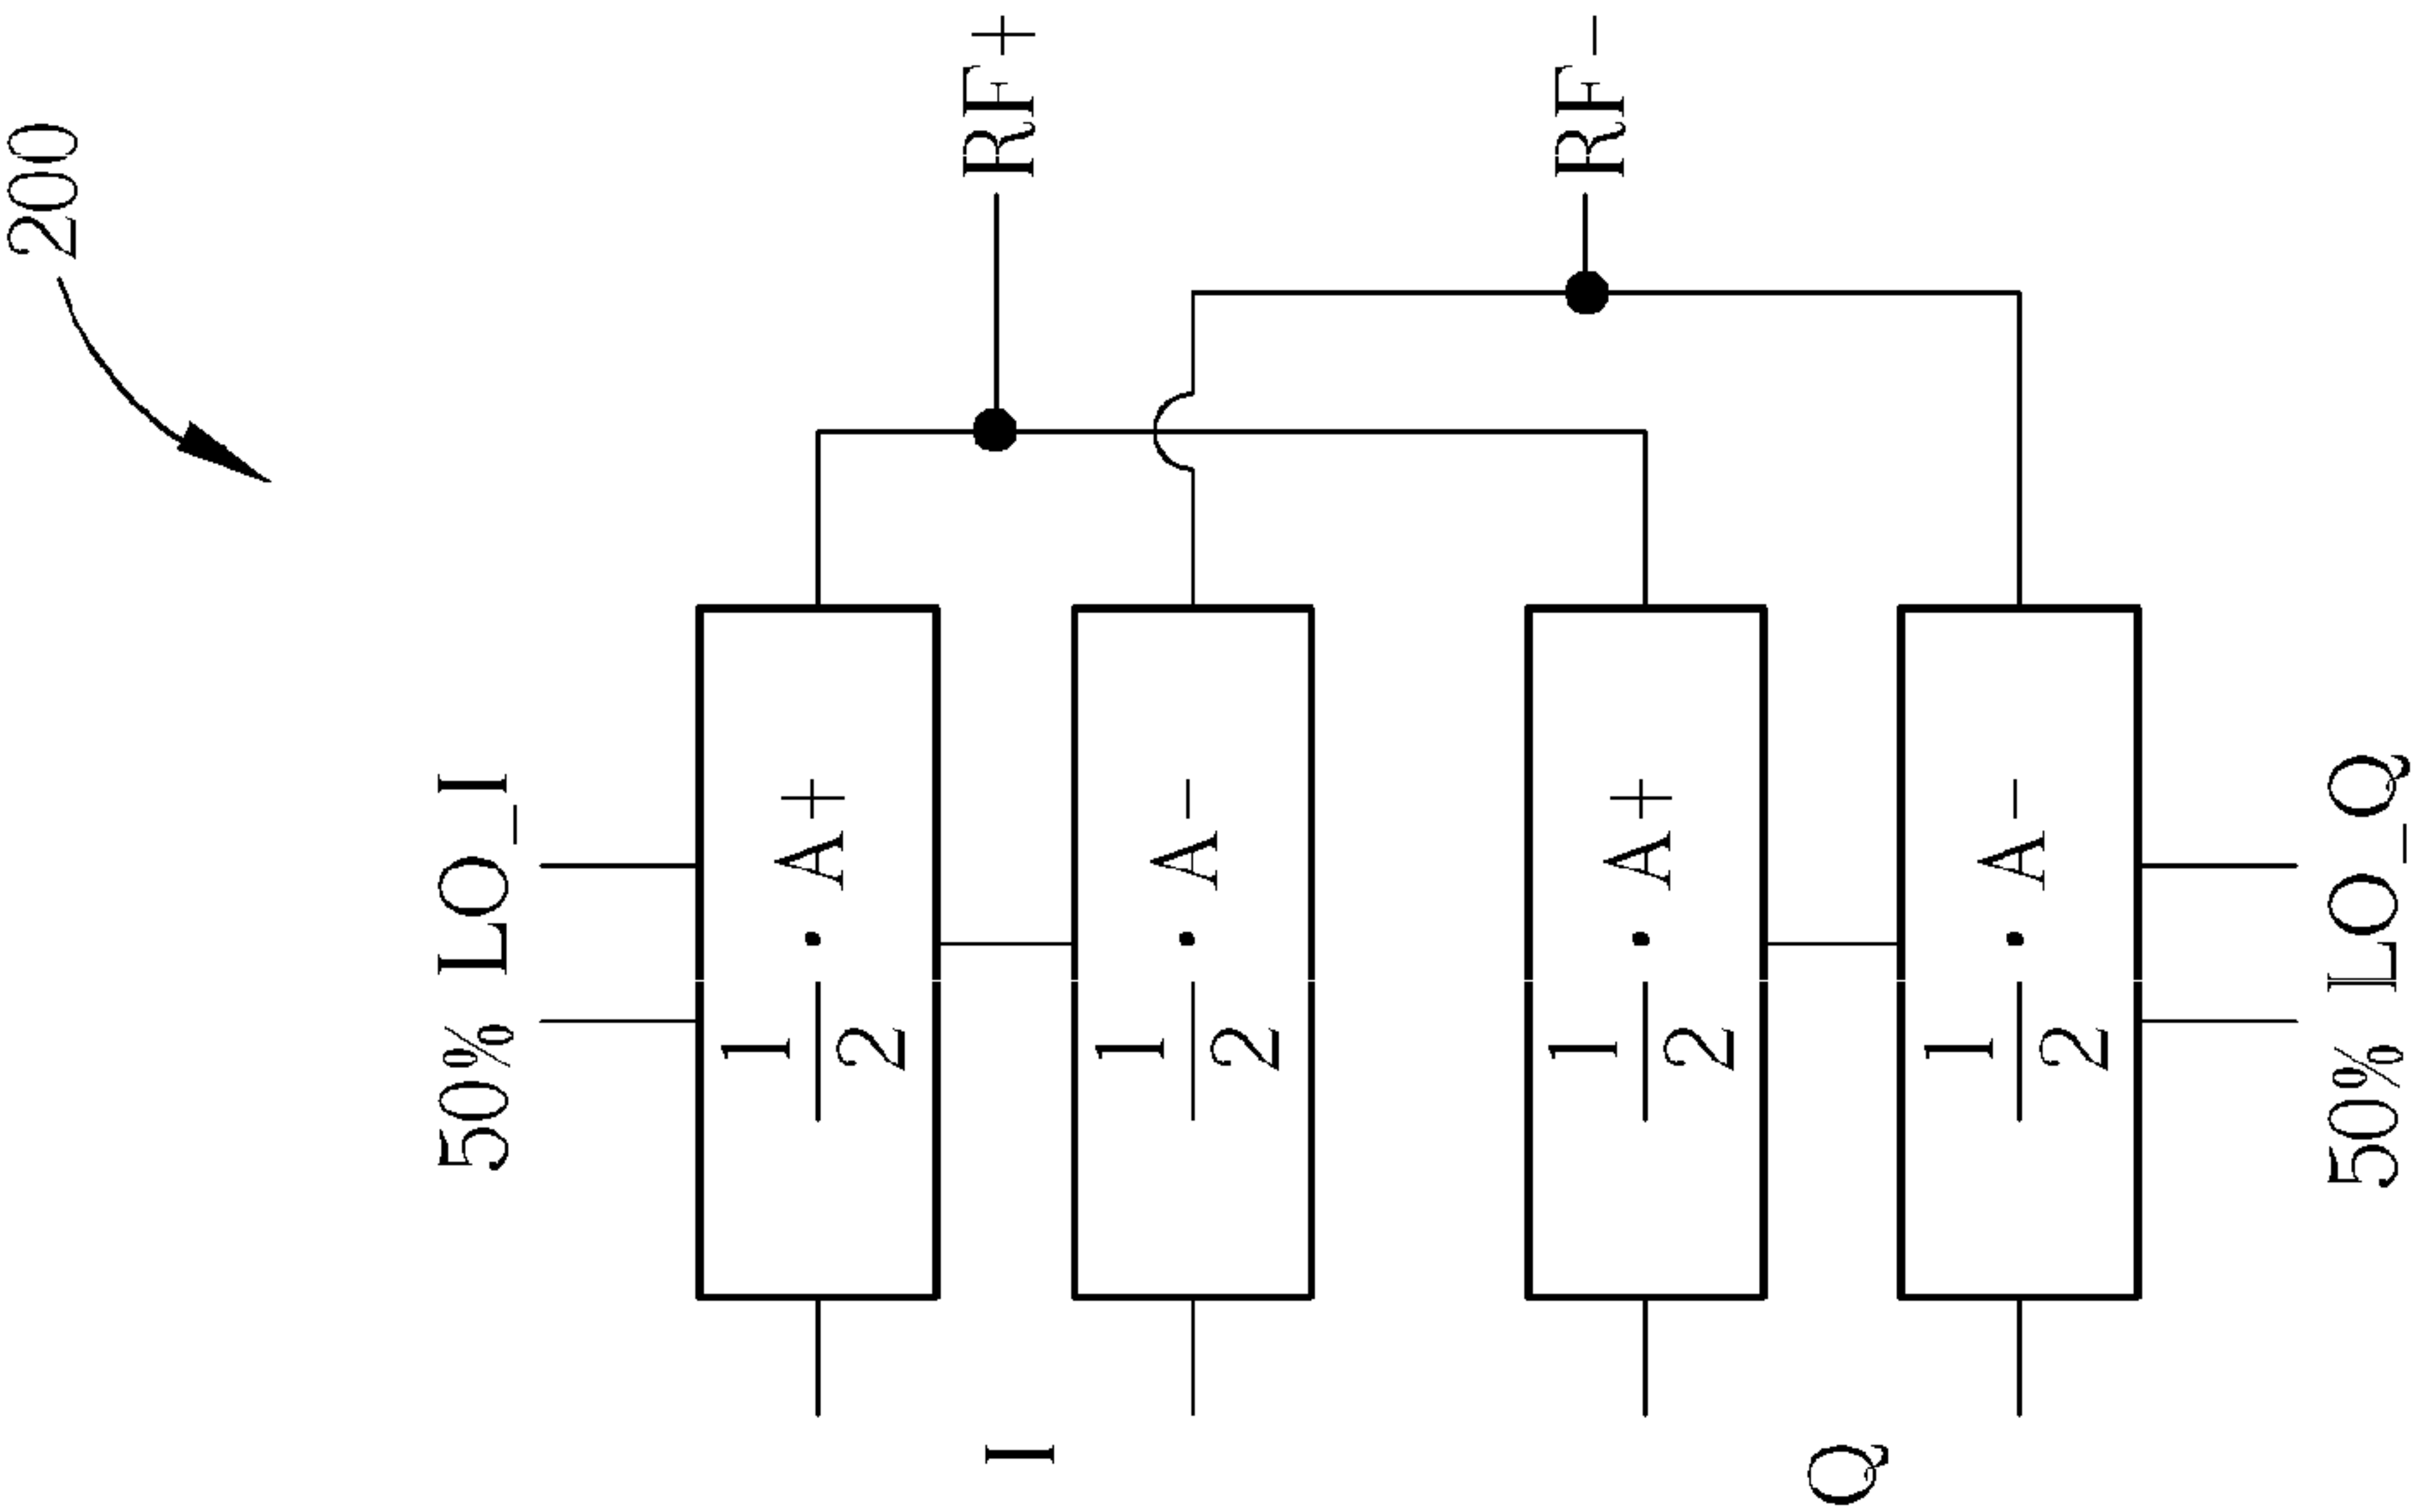 200
50% LO_I
I
1/2 · A+
1/2 · A−
RF+
Q
1/2 · A+
1/2 · A−
RF−
50% LO_Q